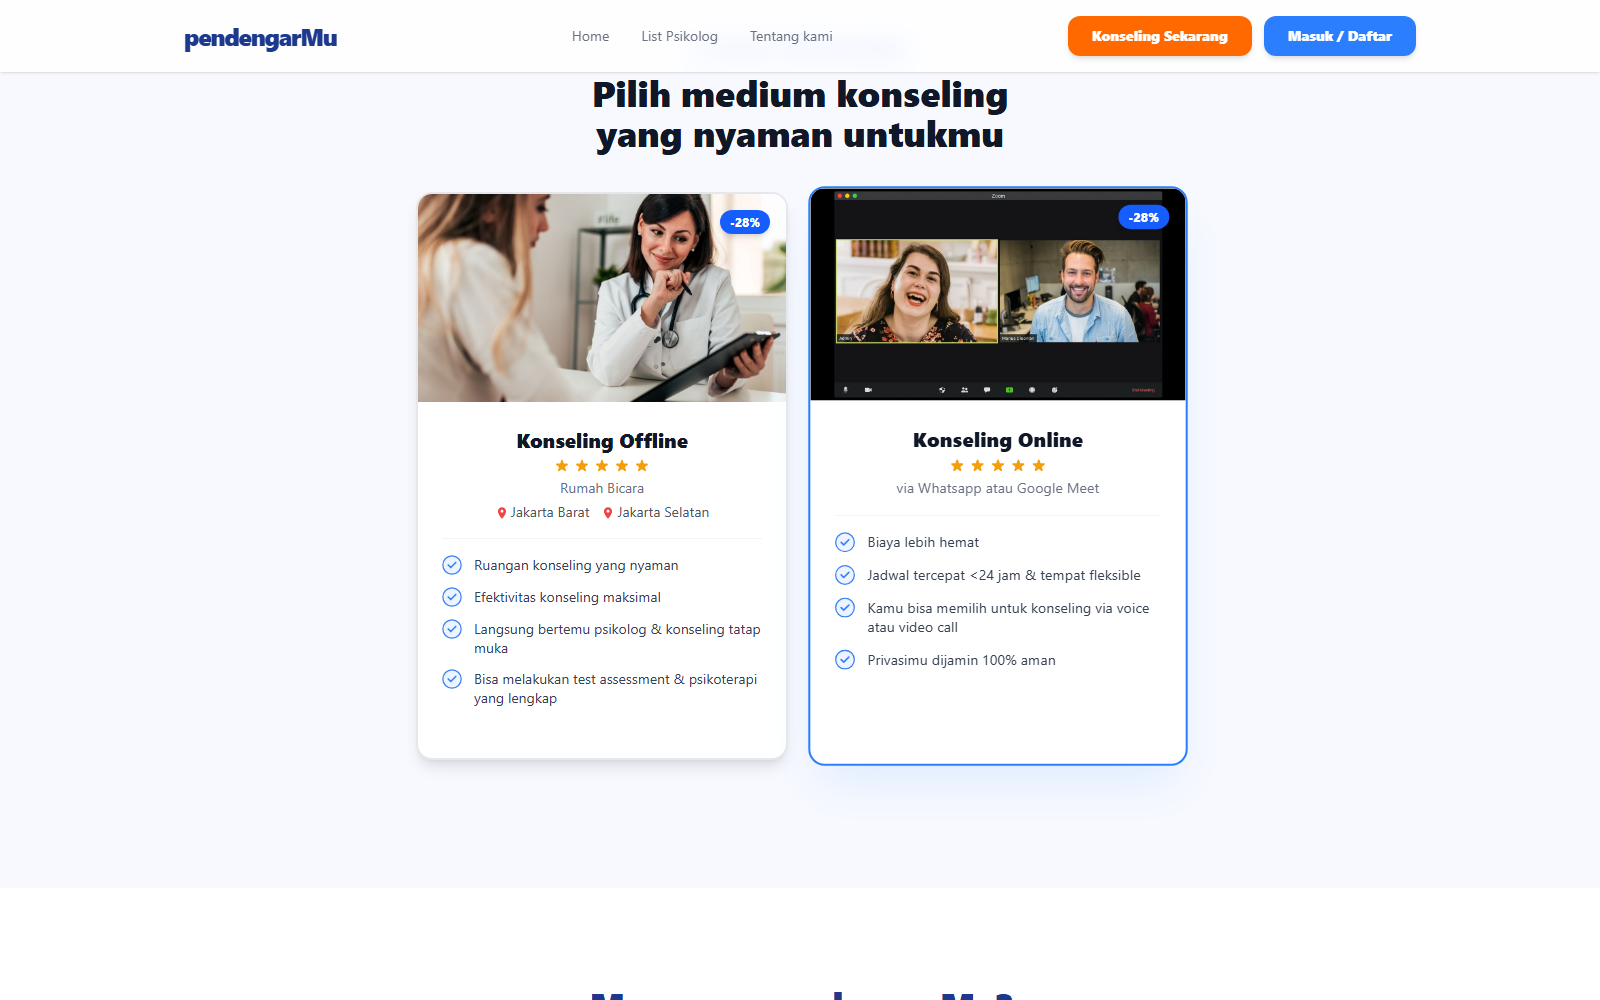 pendengarMu
Home
List Psikolog
Tentang kami
Konseling Sekarang
Masuk / Daftar
Pilih medium konseling
yang nyaman untukmu
-28%
Konseling Offline
Rumah Bicara
Jakarta Barat
Jakarta Selatan
Ruangan konseling yang nyaman
Efektivitas konseling maksimal
Langsung bertemu psikolog & konseling tatap
muka
Bisa melakukan test assessment & psikoterapi
yang lengkap
Zoom
-28%
Konseling Online
via Whatsapp atau Google Meet
Biaya lebih hemat
Jadwal tercepat <24 jam & tempat fleksible
Kamu bisa memilih untuk konseling via voice
atau video call
Privasimu dijamin 100% aman